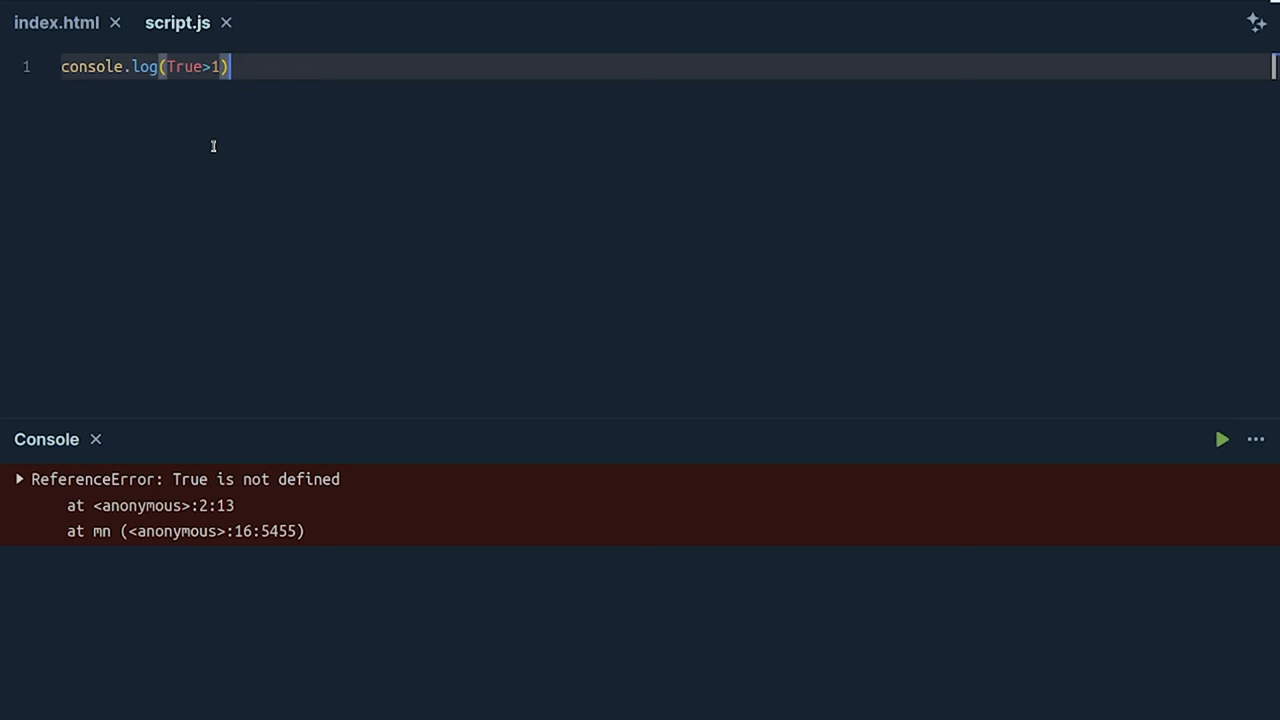 index.html script.js
1 console.log(True>1)
Console
ReferenceError: True is not defined
at <anonymous>:2:13
at mn (<anonymous>:16:5455)